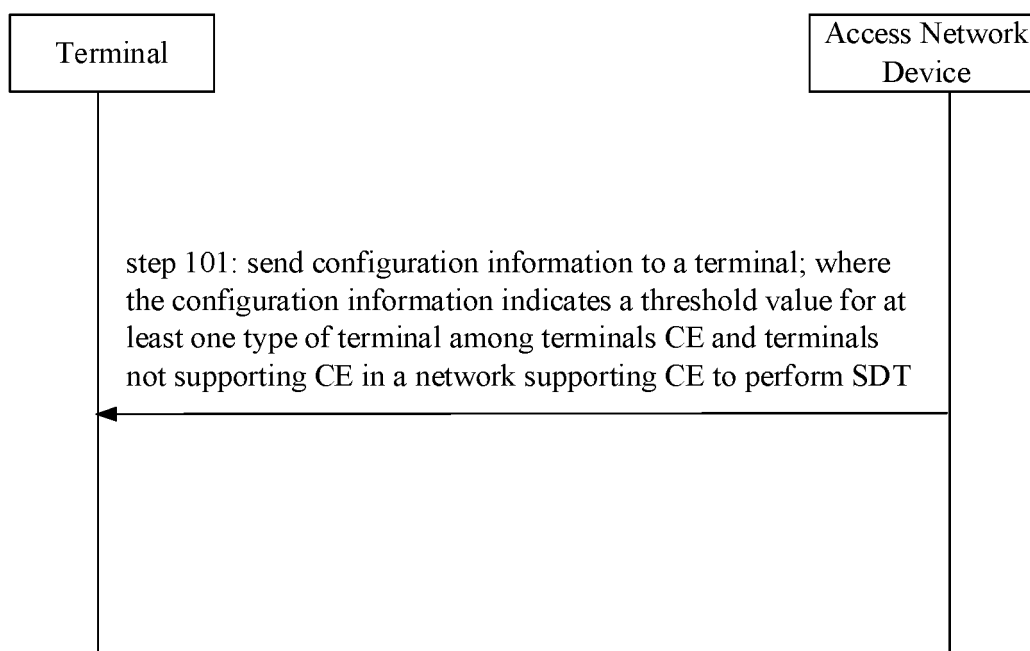 Terminal
Access Network
Device
step 101: send configuration information to a terminal; where
the configuration information indicates a threshold value for at
least one type of terminal among terminals CE and terminals
not supporting CE in a network supporting CE to perform SDT